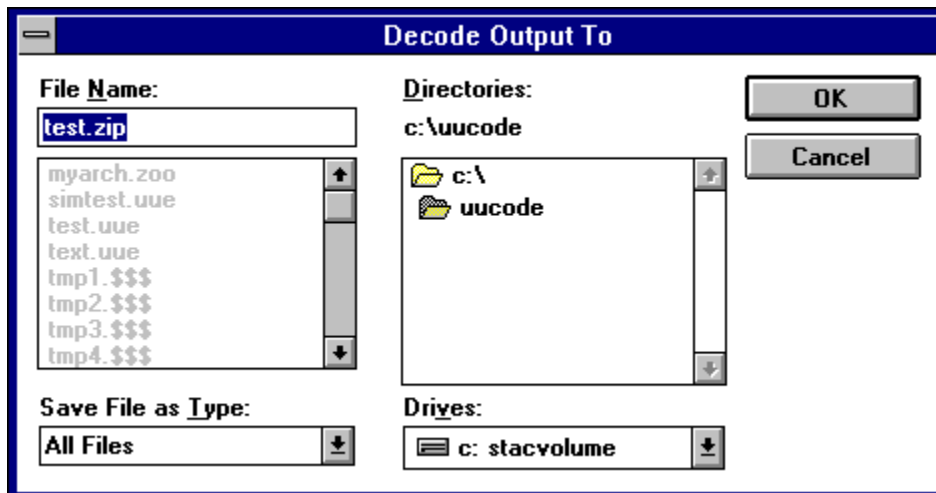 Decode Output To
File Name:
test.zip
myarch.zoo
simtest.uue
test.uue
text.uue
tmp1.$$$
tmp2.$$$
tmp3.$$$
tmp4.$$$
Save File as Type:
All Files
Directories:
c:\uucode
c:\
uucode
Drives:
c: stacvolume
OK
Cancel